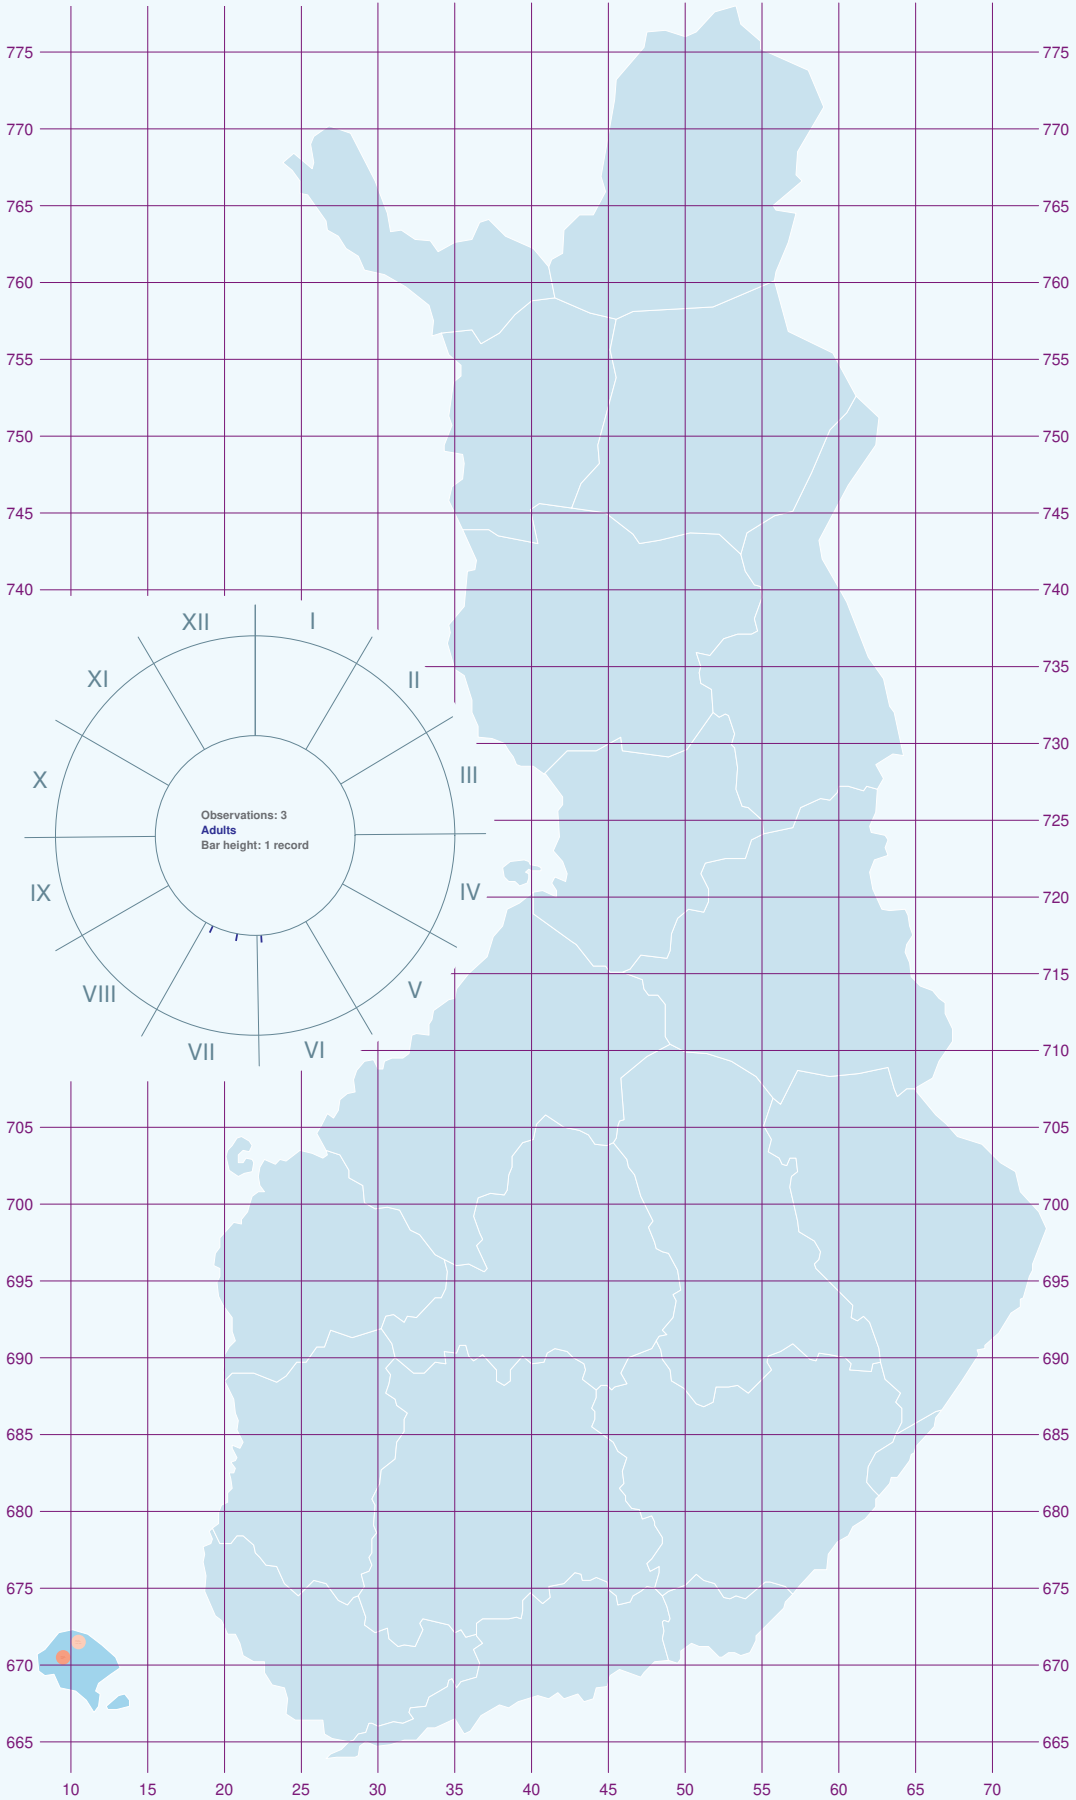 775 775
770 770
765 765
760 760
755 755
750 750
745 745
740 740
XII I
XI II
735
730
X III
Observations: 3
Adults
Bar height: 1 record
725
IX IV
720
VIII V
715
VII VI
710
705 705
700 700
695 695
690 690
685 685
680 680
675 675
670 670
665 665
10 15 20 25 30 35 40 45 50 55 60 65 70